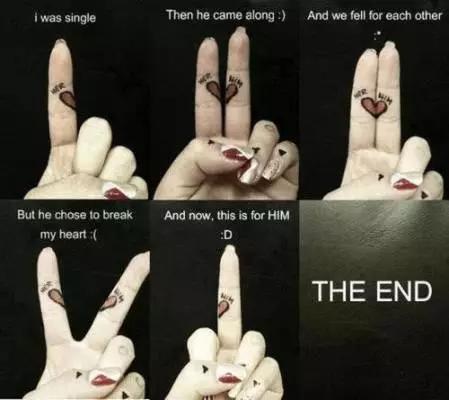 i was single
HER
Then he came along :)
HER HIM
And we fell for each other
:*
HER HIM
But he chose to break
my heart :(
HER HIM
And now, this is for HIM
:D
HIM
THE END